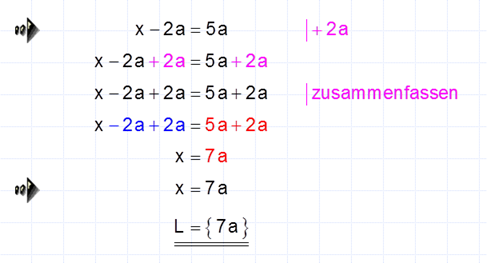 x − 2a = 5a | + 2a
x − 2a + 2a = 5a + 2a
x − 2a + 2a = 5a + 2a | zusammenfassen
x − 2a + 2a = 5a + 2a
x = 7a
x = 7a
L = { 7a }